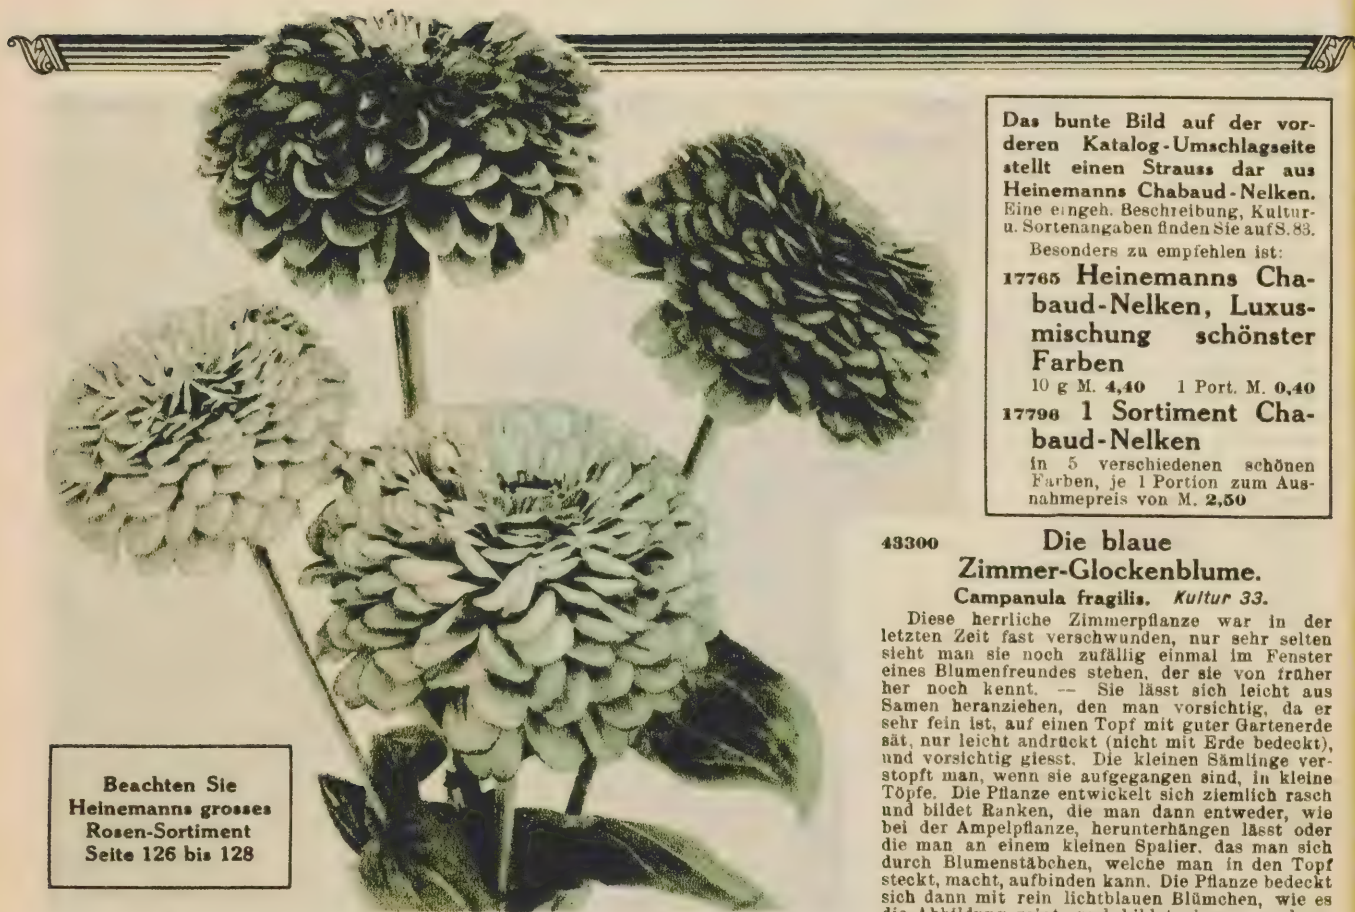 Das bunte Bild auf der vor-
deren Katalog-Umschlagseite
stellt einen Strauss dar aus
Heinemanns Chabaud-Nelken.
Eine eingeh. Beschreibung, Kultur-
u. Sortenangaben finden Sie auf S. 83.
Besonders zu empfehlen ist:
17765 Heinemanns Cha-
baud-Nelken, Luxus-
mischung schönster
Farben
10 g M. 4,40 1 Port. M. 0,40
17798 1 Sortiment Cha-
baud-Nelken
in 5 verschiedenen schönen
Farben, je 1 Portion zum Aus-
nahmepreis von M. 2,50
43300 Die blaue
Zimmer-Glockenblume.
Campanula fragilis. Kultur 33.
Diese herrliche Zimmerpflanze war in der
letzten Zeit fast verschwunden, nur sehr selten
sieht man sie noch zufällig einmal im Fenster
eines Blumenfreundes stehen, der sie von früher
her noch kennt. — Sie lässt sich leicht aus
Samen heranziehen, den man vorsichtig, da er
sehr fein ist, auf einen Topf mit guter Gartenerde
sät, nur leicht andrückt (nicht mit Erde bedeckt),
und vorsichtig giesst. Die kleinen Sämlinge ver-
stopft man, wenn sie aufgegangen sind, in kleine
Töpfe. Die Pflanze entwickelt sich ziemlich rasch
und bildet Ranken, die man dann entweder, wie
bei der Ampelpflanze, herunterhängen lässt oder
die man an einem kleinen Spalier, das man sich
durch Blumenstäbchen, welche man in den Topf
steckt, macht, aufbinden kann. Die Pflanze bedeckt
sich dann mit rein lichtblauen Blümchen, wie es
Beachten Sie
Heinemanns grosses
Rosen-Sortiment
Seite 126 bis 128